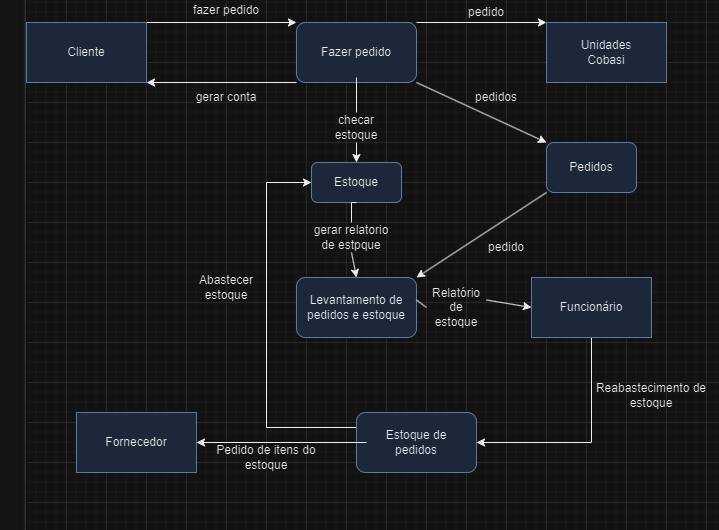 fazer pedido
pedido
Cliente
Fazer pedido
Unidades
Cobasi
gerar conta
pedidos
checar
estoque
Pedidos
Estoque
gerar relatorio
de estpque
pedido
Abastecer
estoque
Levantamento de
pedidos e estoque
Relatório
de
estoque
Funcionário
Reabastecimento de
estoque
Fornecedor
Pedido de itens do
estoque
Estoque de
pedidos